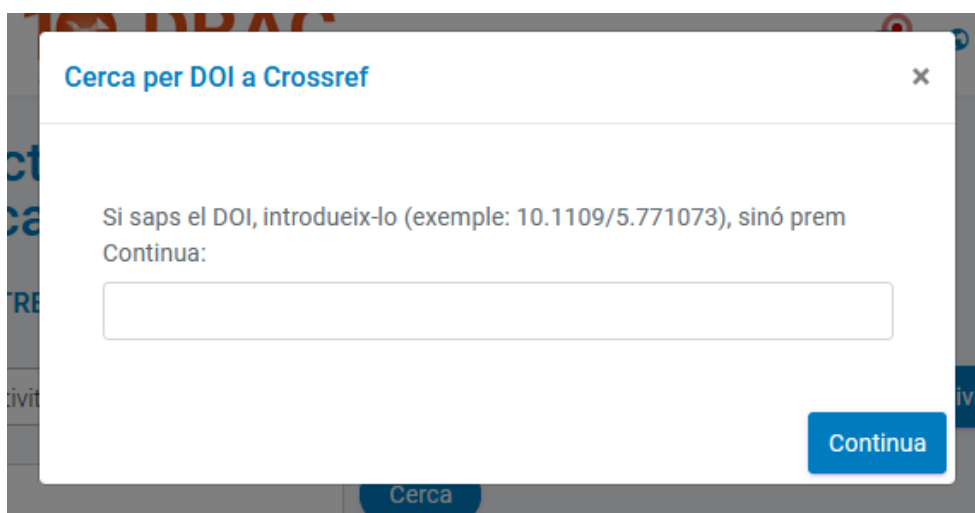 DRAC
Cerca per DOI a Crossref
×
Si saps el DOI, introdueix-lo (exemple: 10.1109/5.771073), sinó prem
Continua:
Continua
Cerca